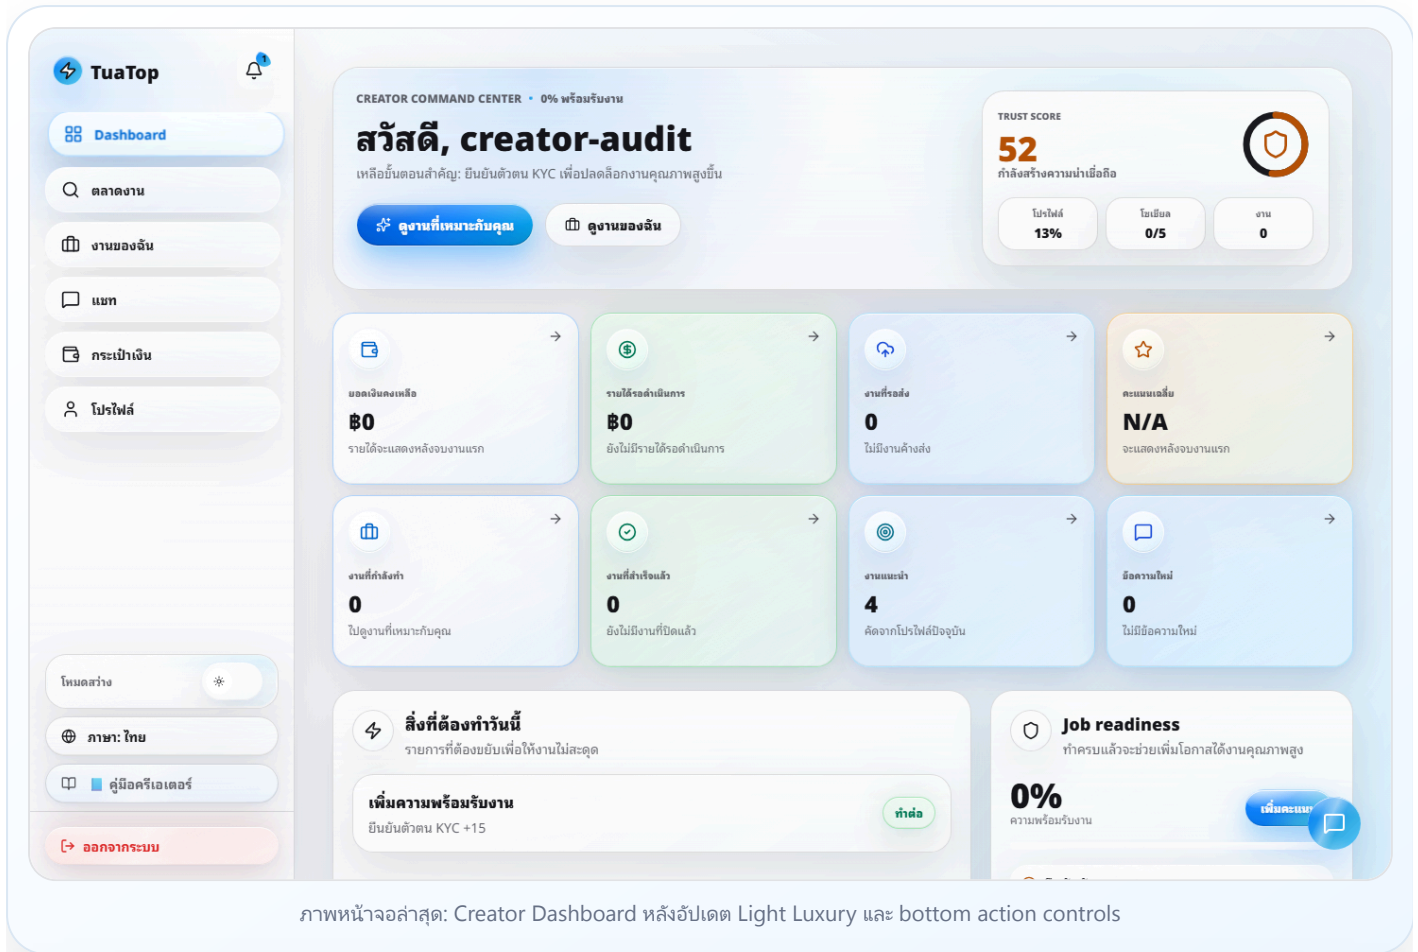 TuaTop
1
Dashboard
ตลาดงาน
งานของฉัน
แชท
กระเป๋าเงิน
โปรไฟล์
โหมดสว่าง
ภาษา: ไทย
📘 คู่มือครีเอเตอร์
ออกจากระบบ
CREATOR COMMAND CENTER • 0% พร้อมรับงาน
สวัสดี, creator-audit
เหลือขั้นตอนสำคัญ: ยืนยันตัวตน KYC เพื่อปลดล็อกงานคุณภาพสูงขึ้น
ดูงานที่เหมาะกับคุณ
ดูงานของฉัน
TRUST SCORE
52
กำลังสร้างความน่าเชื่อถือ
โปรไฟล์
13%
โซเชียล
0/5
งาน
0
ยอดเงินคงเหลือ
฿0
รายได้จะแสดงหลังจบงานแรก
รายได้รอดำเนินการ
฿0
ยังไม่มีรายได้รอดำเนินการ
งานที่รอส่ง
0
ไม่มีงานค้างส่ง
คะแนนเฉลี่ย
N/A
จะแสดงหลังจบงานแรก
งานที่กำลังทำ
0
ไปดูงานที่เหมาะกับคุณ
งานที่สำเร็จแล้ว
0
ยังไม่มีงานที่ปิดแล้ว
งานแนะนำ
4
คัดจากโปรไฟล์ปัจจุบัน
ข้อความใหม่
0
ไม่มีข้อความใหม่
สิ่งที่ต้องทำวันนี้
รายการที่ต้องขยับเพื่อให้งานไม่สะดุด
เพิ่มความพร้อมรับงาน
ยืนยันตัวตน KYC +15
ทำต่อ
Job readiness
ทำครบแล้วจะช่วยเพิ่มโอกาสได้งานคุณภาพสูง
0%
ความพร้อมรับงาน
เพิ่มคะแนน
ภาพหน้าจอล่าสุด: Creator Dashboard หลังอัปเดต Light Luxury และ bottom action controls